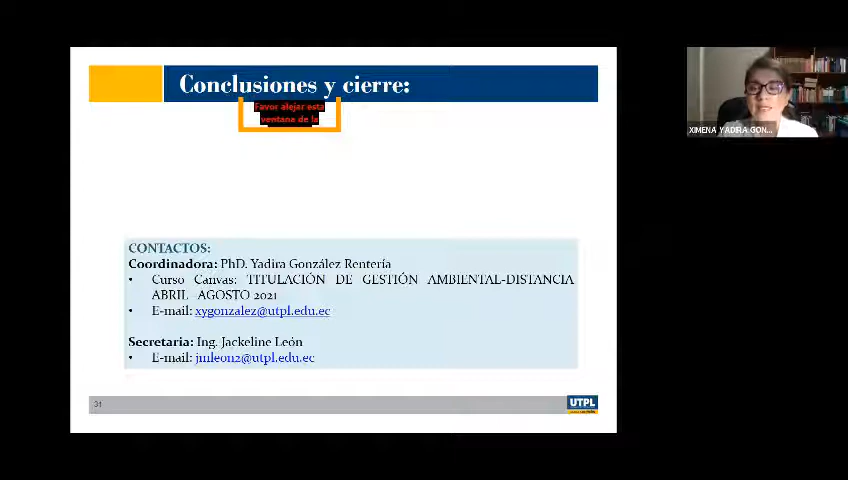 Conclusiones y cierre:
Favor alejar esta
ventana de la
XIMENA YADIRA GON...
CONTACTOS:
Coordinadora: PhD. Yadira González Rentería
• Curso Canvas: TITULACIÓN DE GESTIÓN AMBIENTAL-DISTANCIA
ABRIL - AGOSTO 2021
• E-mail: xygonzalez@utpl.edu.ec
Secretaria: Ing. Jackeline León
• E-mail: jmleon2@utpl.edu.ec
31
UTPL